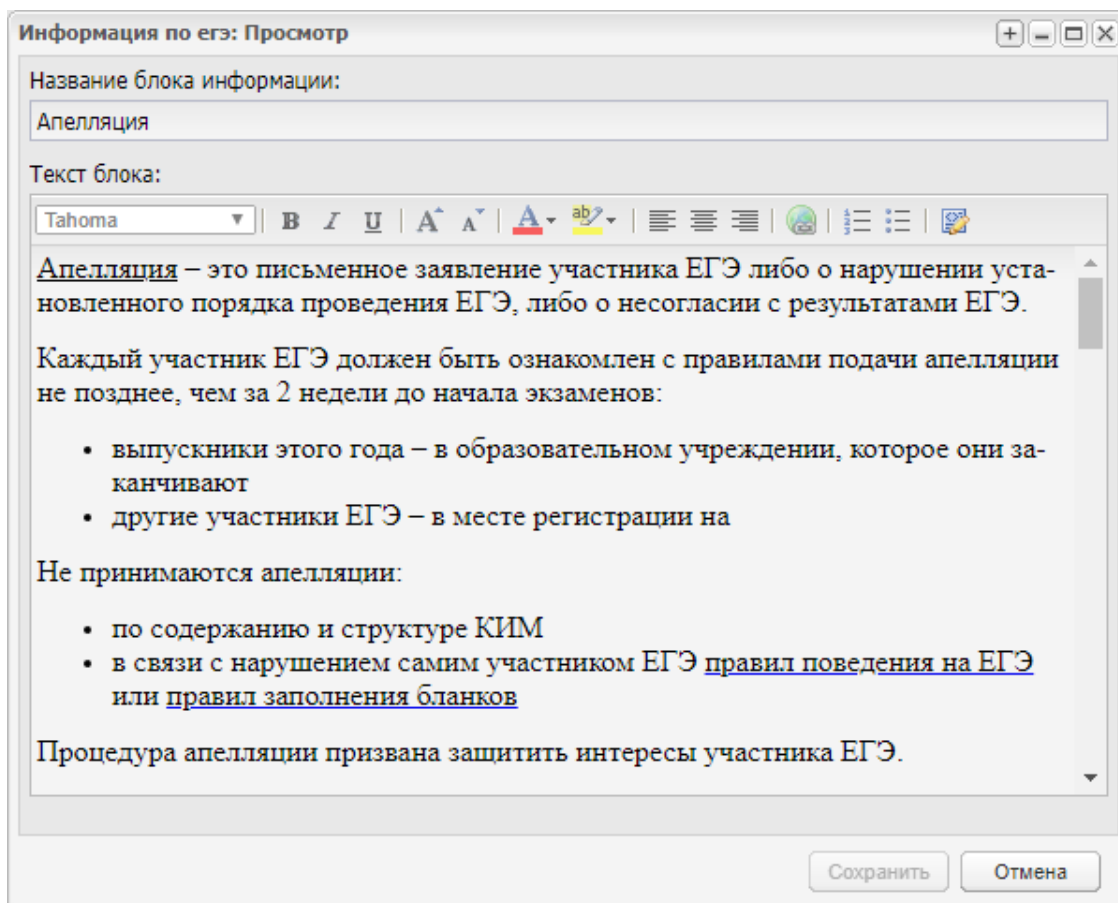 Информация по егэ: Просмотр
Название блока информации:
Апелляция
Текст блока:
Tahoma
Апелляция – это письменное заявление участника ЕГЭ либо о нарушении уста-
новленного порядка проведения ЕГЭ, либо о несогласии с результатами ЕГЭ.
Каждый участник ЕГЭ должен быть ознакомлен с правилами подачи апелляции
не позднее, чем за 2 недели до начала экзаменов:
• выпускники этого года – в образовательном учреждении, которое они за-
канчивают
• другие участники ЕГЭ – в месте регистрации на
Не принимаются апелляции:
• по содержанию и структуре КИМ
• в связи с нарушением самим участником ЕГЭ правил поведения на ЕГЭ
или правил заполнения бланков
Процедура апелляции призвана защитить интересы участника ЕГЭ.
Сохранить Отмена